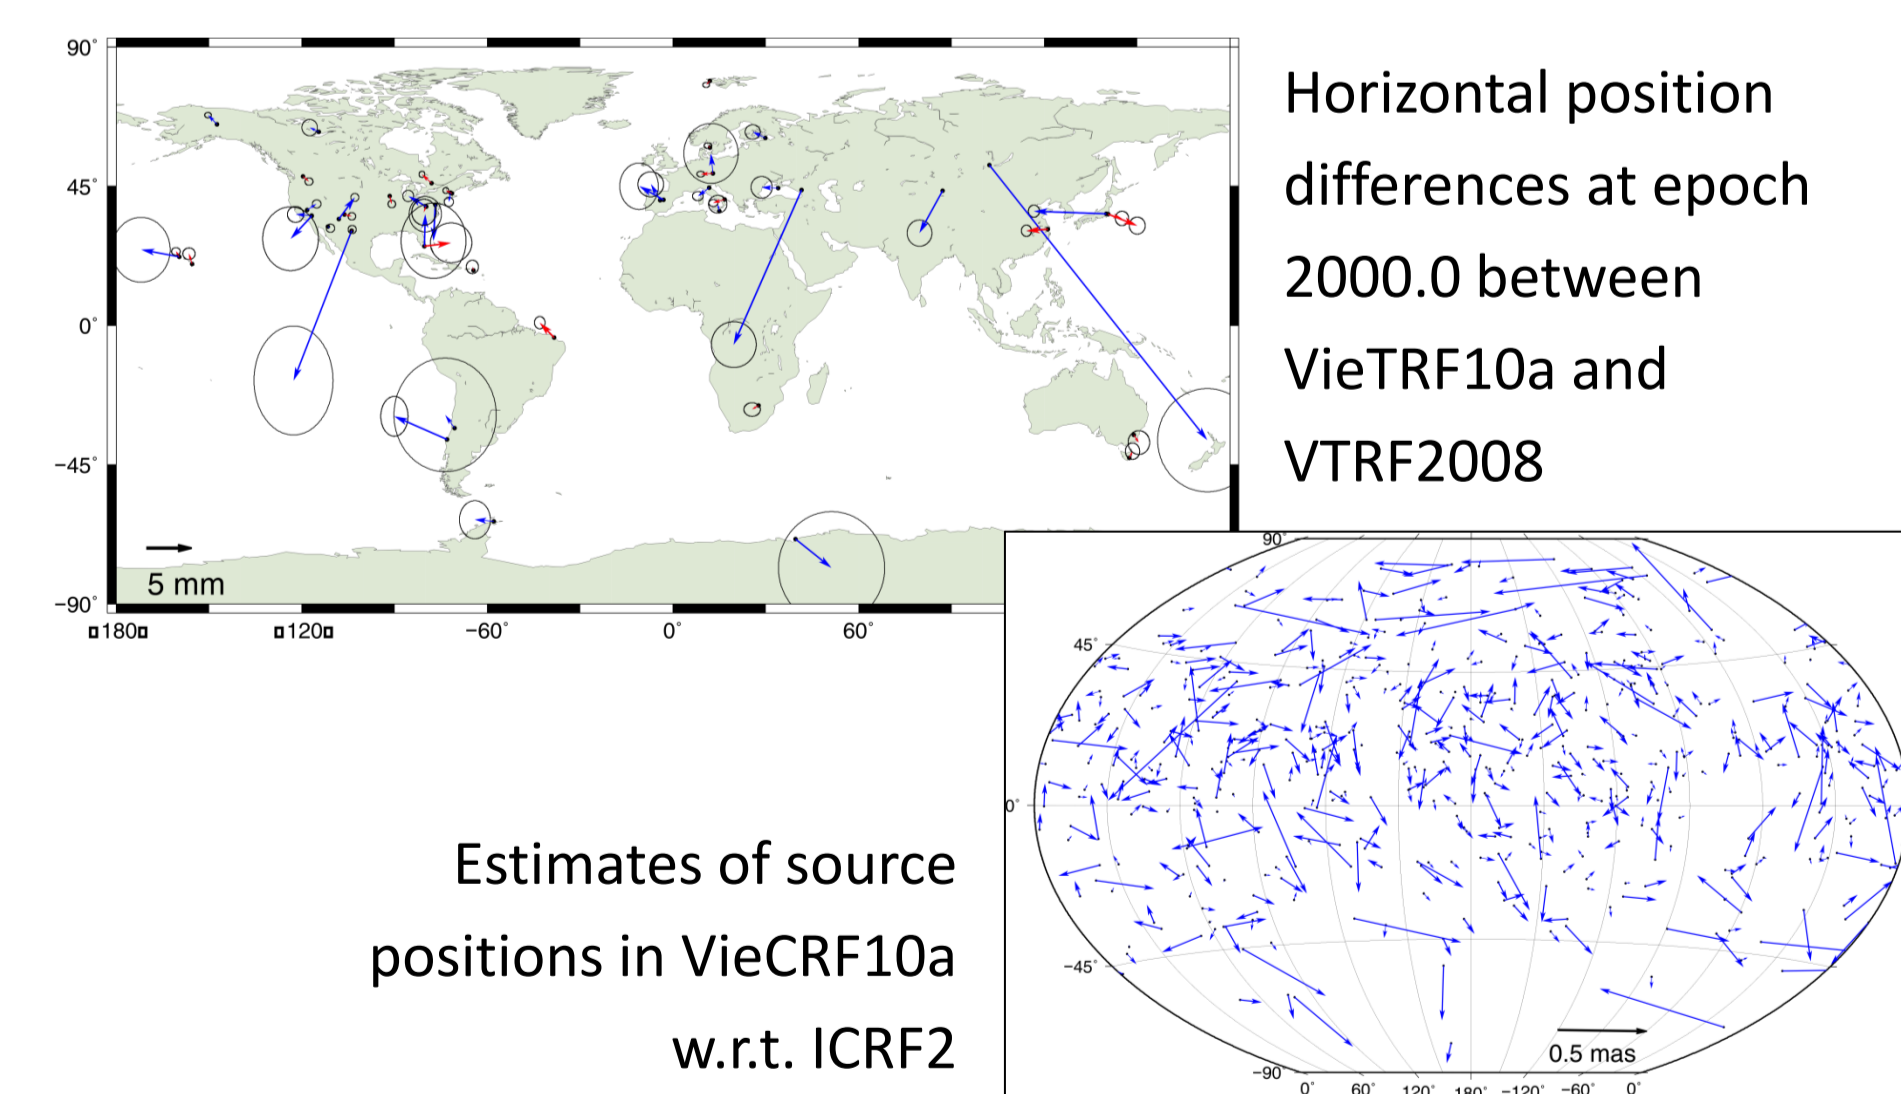 90°
45°
0°
−45°
−90°
5 mm
180
120
−60°
0°
60°
Horizontal position
differences at epoch
2000.0 between
VieTRF10a and
VTRF2008
Estimates of source
positions in VieCRF10a
w.r.t. ICRF2
90°
45°
0°
−45°
−90
0.5 mas
0° 60° 120° 180° −120° −60° 0°